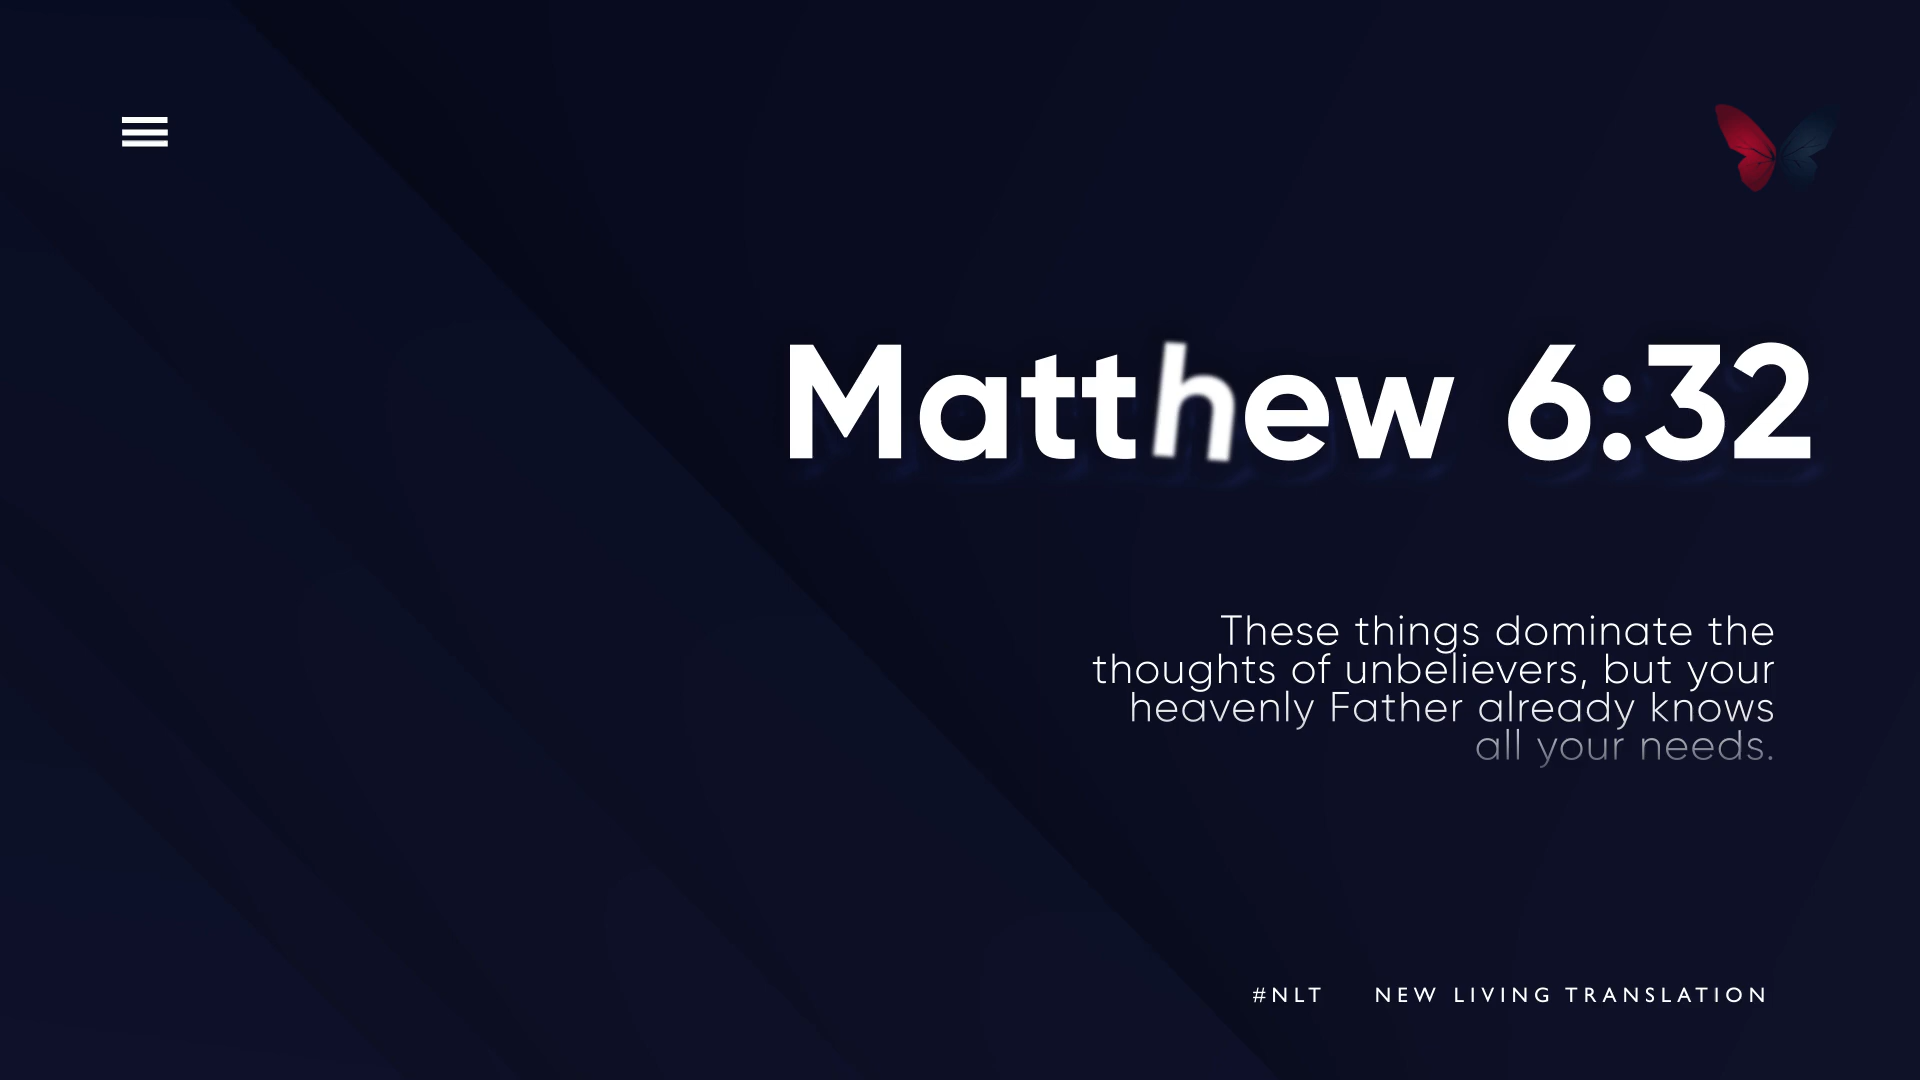 Matthew 6:32
These things dominate the
thoughts of unbelievers, but your
heavenly Father already knows
all your needs.
#NLT NEW LIVING TRANSLATION